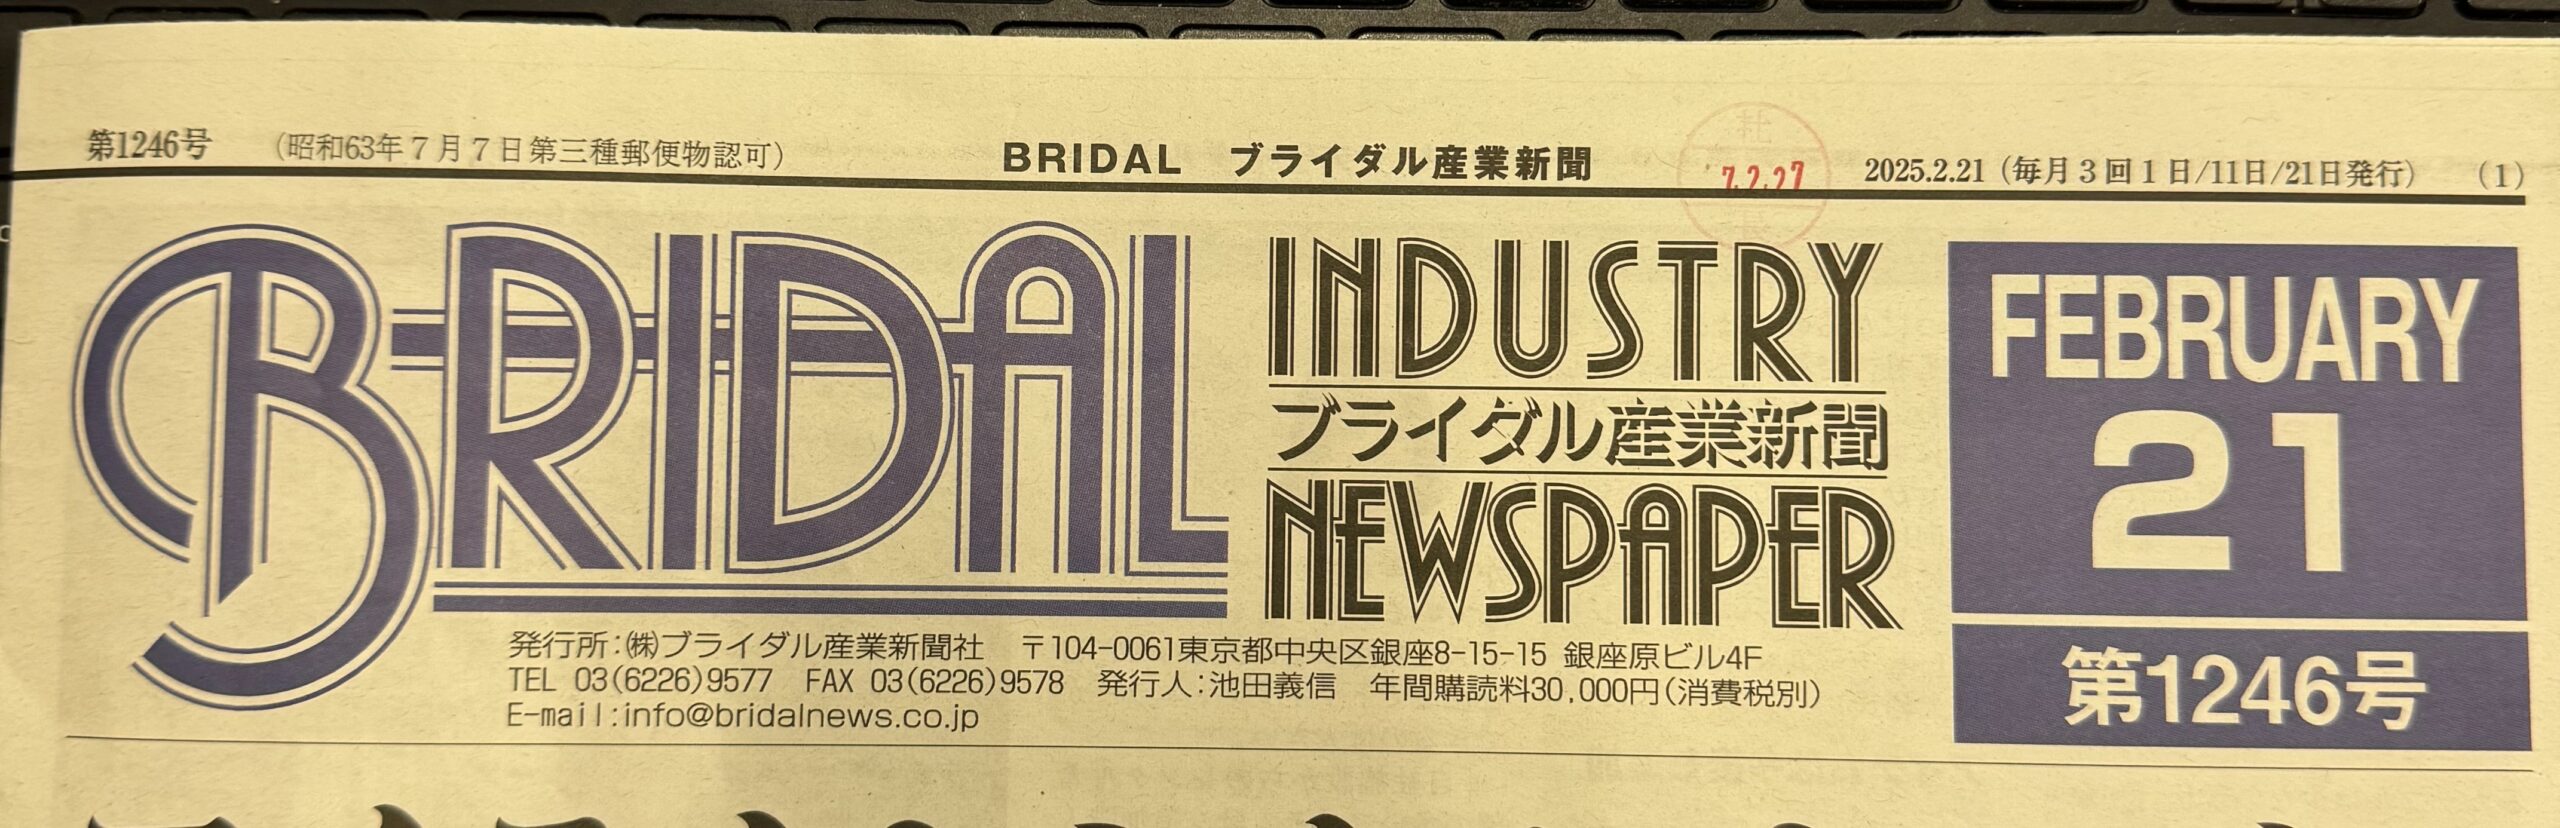 第1246号 (昭和63年7月7日第三種郵便物認可) BRIDAL ブライダル産業新聞 2025.2.21 (毎月3回1日/11日/21日発行) (1)
7.2.27
BRIDAL
INDUSTRY
ブライダル産業新聞
NEWSPAPER
FEBRUARY
21
第1246号
発行所:㈱ブライダル産業新聞社 〒104-0061東京都中央区銀座8-15-15 銀座原ビル4F
TEL 03(6226)9577 FAX 03(6226)9578 発行人:池田義信 年間購読料30,000円(消費税別)
E-mail:info@bridalnews.co.jp